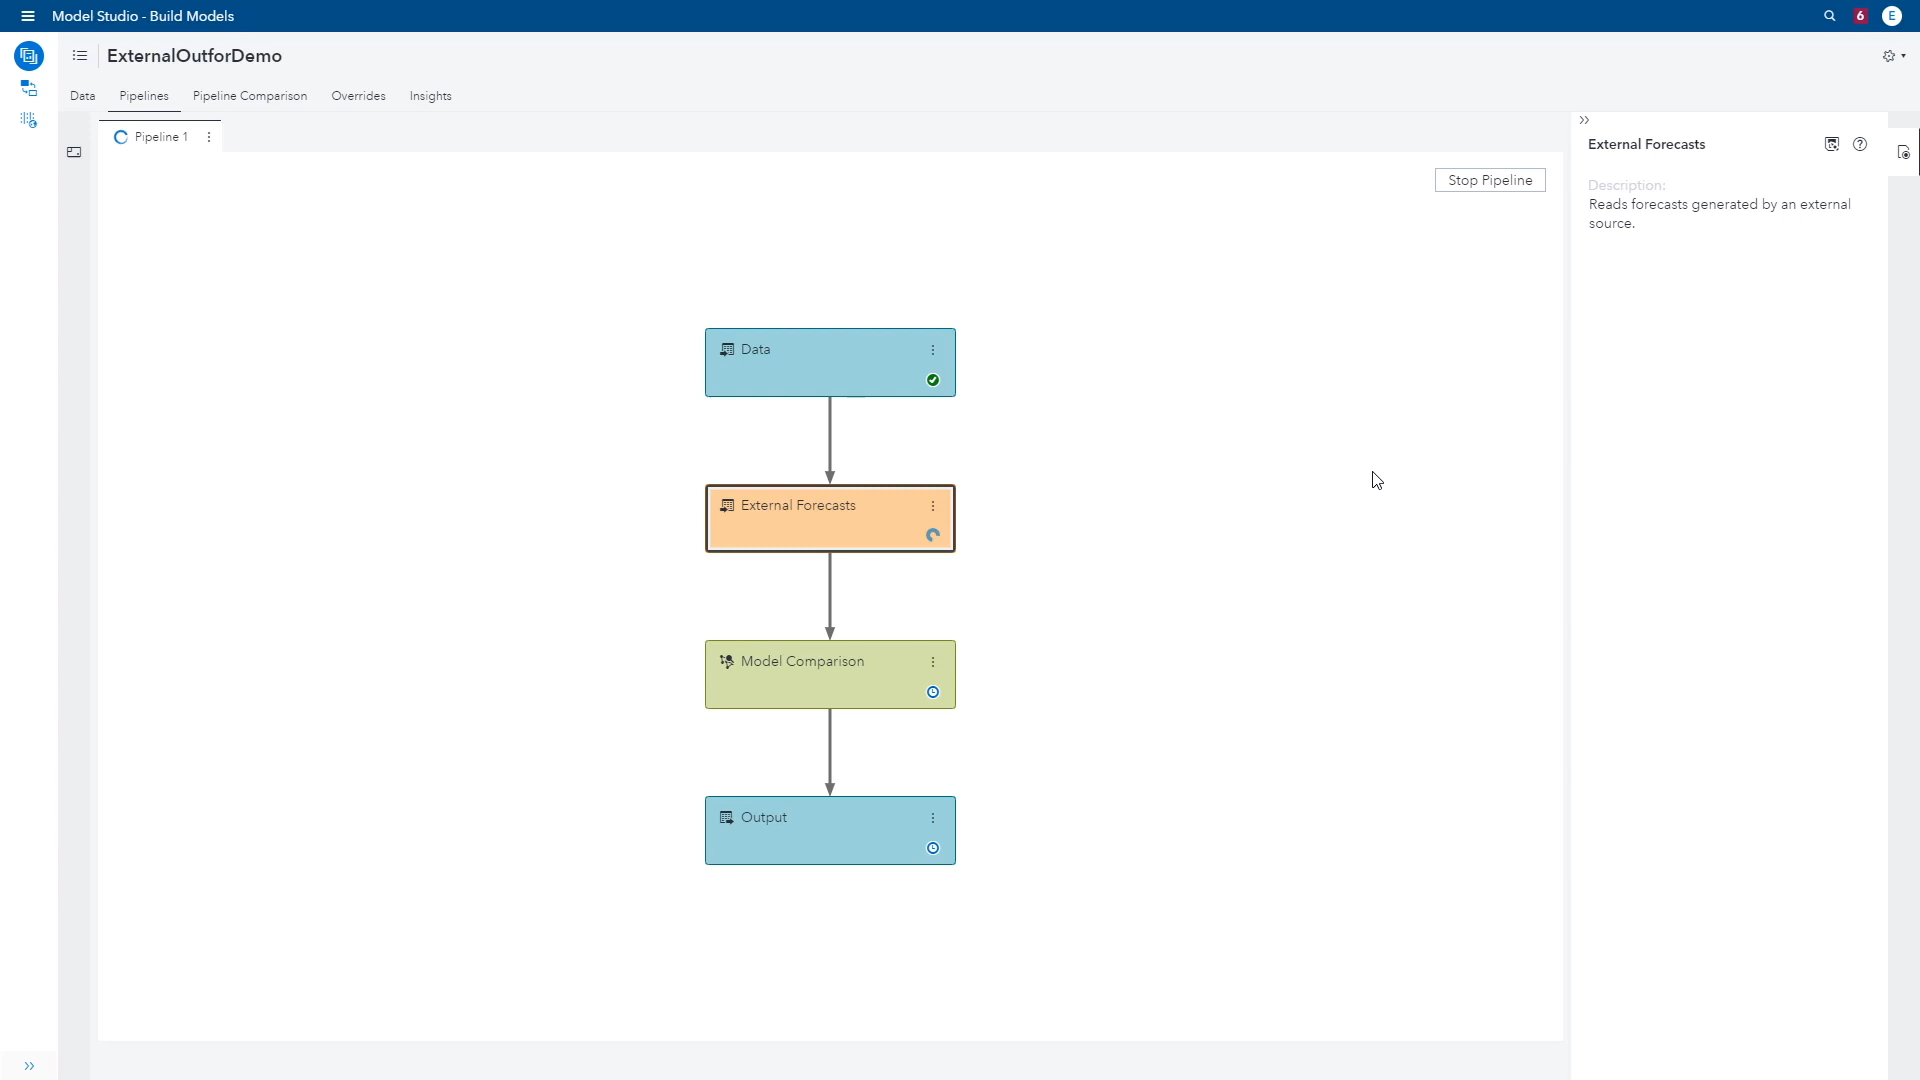 Model Studio - Build Models
6
E
ExternalOutforDemo
Data
Pipelines
Pipeline Comparison
Overrides
Insights
Pipeline 1
Stop Pipeline
External Forecasts
Description:
Reads forecasts generated by an external
source.
Data
External Forecasts
Model Comparison
Output